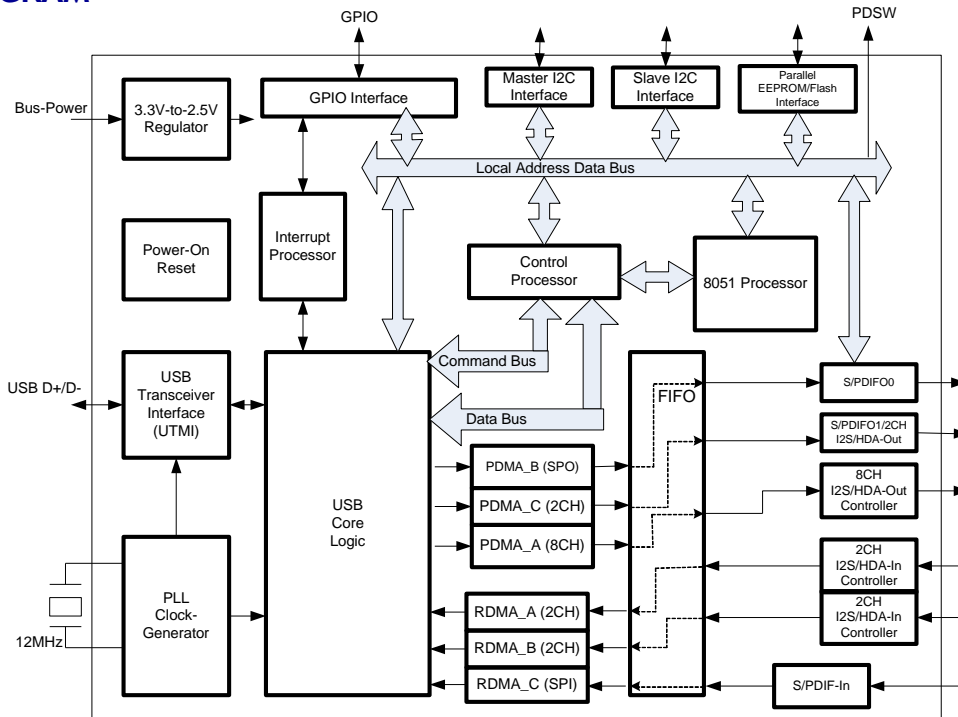 GPIO
PDSW
Bus-Power
3.3V-to-2.5V
Regulator
GPIO Interface
Master I2C
Interface
Slave I2C
Interface
Parallel
EEPROM/Flash
Interface
Local Address Data Bus
Power-On
Reset
Interrupt
Processor
Control
Processor
8051 Processor
Command Bus
Data Bus
USB D+/D-
USB
Transceiver
Interface
(UTMI)
USB
Core
Logic
FIFO
S/PDIFO0
S/PDIFO1/2CH
I2S/HDA-Out
8CH
I2S/HDA-Out
Controller
PDMA_B (SPO)
PDMA_C (2CH)
PDMA_A (8CH)
2CH
I2S/HDA-In
Controller
2CH
I2S/HDA-In
Controller
RDMA_A (2CH)
RDMA_B (2CH)
RDMA_C (SPI)
S/PDIF-In
PLL
Clock-
Generator
12MHz